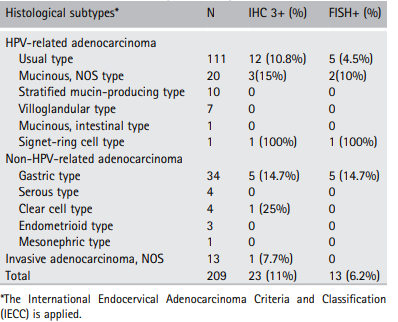 Histological subtypes* N IHC 3+ (%) FISH+ (%)
HPV-related adenocarcinoma
Usual type 111 12 (10.8%) 5 (4.5%)
Mucinous, NOS type 20 3(15%) 2(10%)
Stratified mucin-producing type 10 0 0
Villoglandular type 7 0 0
Mucinous, intestinal type 1 0 0
Signet-ring cell type 1 1 (100%) 1 (100%)
Non-HPV-related adenocarcinoma
Gastric type 34 5 (14.7%) 5 (14.7%)
Serous type 4 0 0
Clear cell type 4 1 (25%) 0
Endometrioid type 3 0 0
Mesonephric type 1 0 0
Invasive adenocarcinoma, NOS 13 1 (7.7%) 0
Total 209 23 (11%) 13 (6.2%)
*The International Endocervical Adenocarcinoma Criteria and Classification
(IECC) is applied.